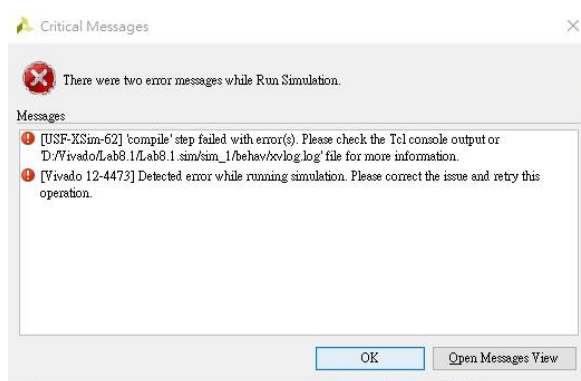 Critical Messages
There were two error messages while Run Simulation.
Messages
[USF-XSim-62] 'compile' step failed with error(s). Please check the Tcl console output or
'D:/Vivado/Lab8.1/Lab8.1.sim/sim_1/behav/xvlog.log' file for more information.
[Vivado 12-4473] Detected error while running simulation. Please correct the issue and retry this
operation.
OK
Open Messages View